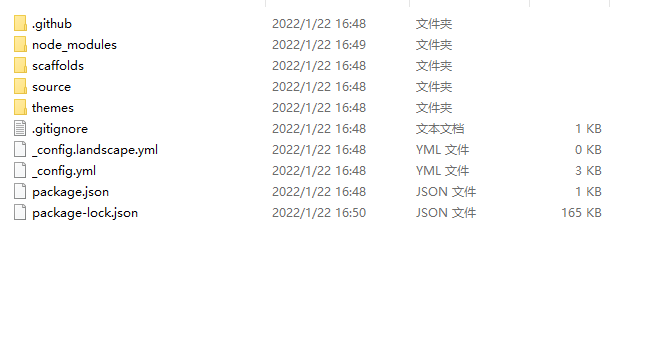 .github 2022/1/22 16:48 文件夹
node_modules 2022/1/22 16:49 文件夹
scaffolds 2022/1/22 16:48 文件夹
source 2022/1/22 16:48 文件夹
themes 2022/1/22 16:48 文件夹
.gitignore 2022/1/22 16:48 文本文档 1 KB
_config.landscape.yml 2022/1/22 16:48 YML 文件 0 KB
_config.yml 2022/1/22 16:48 YML 文件 3 KB
package.json 2022/1/22 16:48 JSON 文件 1 KB
package-lock.json 2022/1/22 16:50 JSON 文件 165 KB